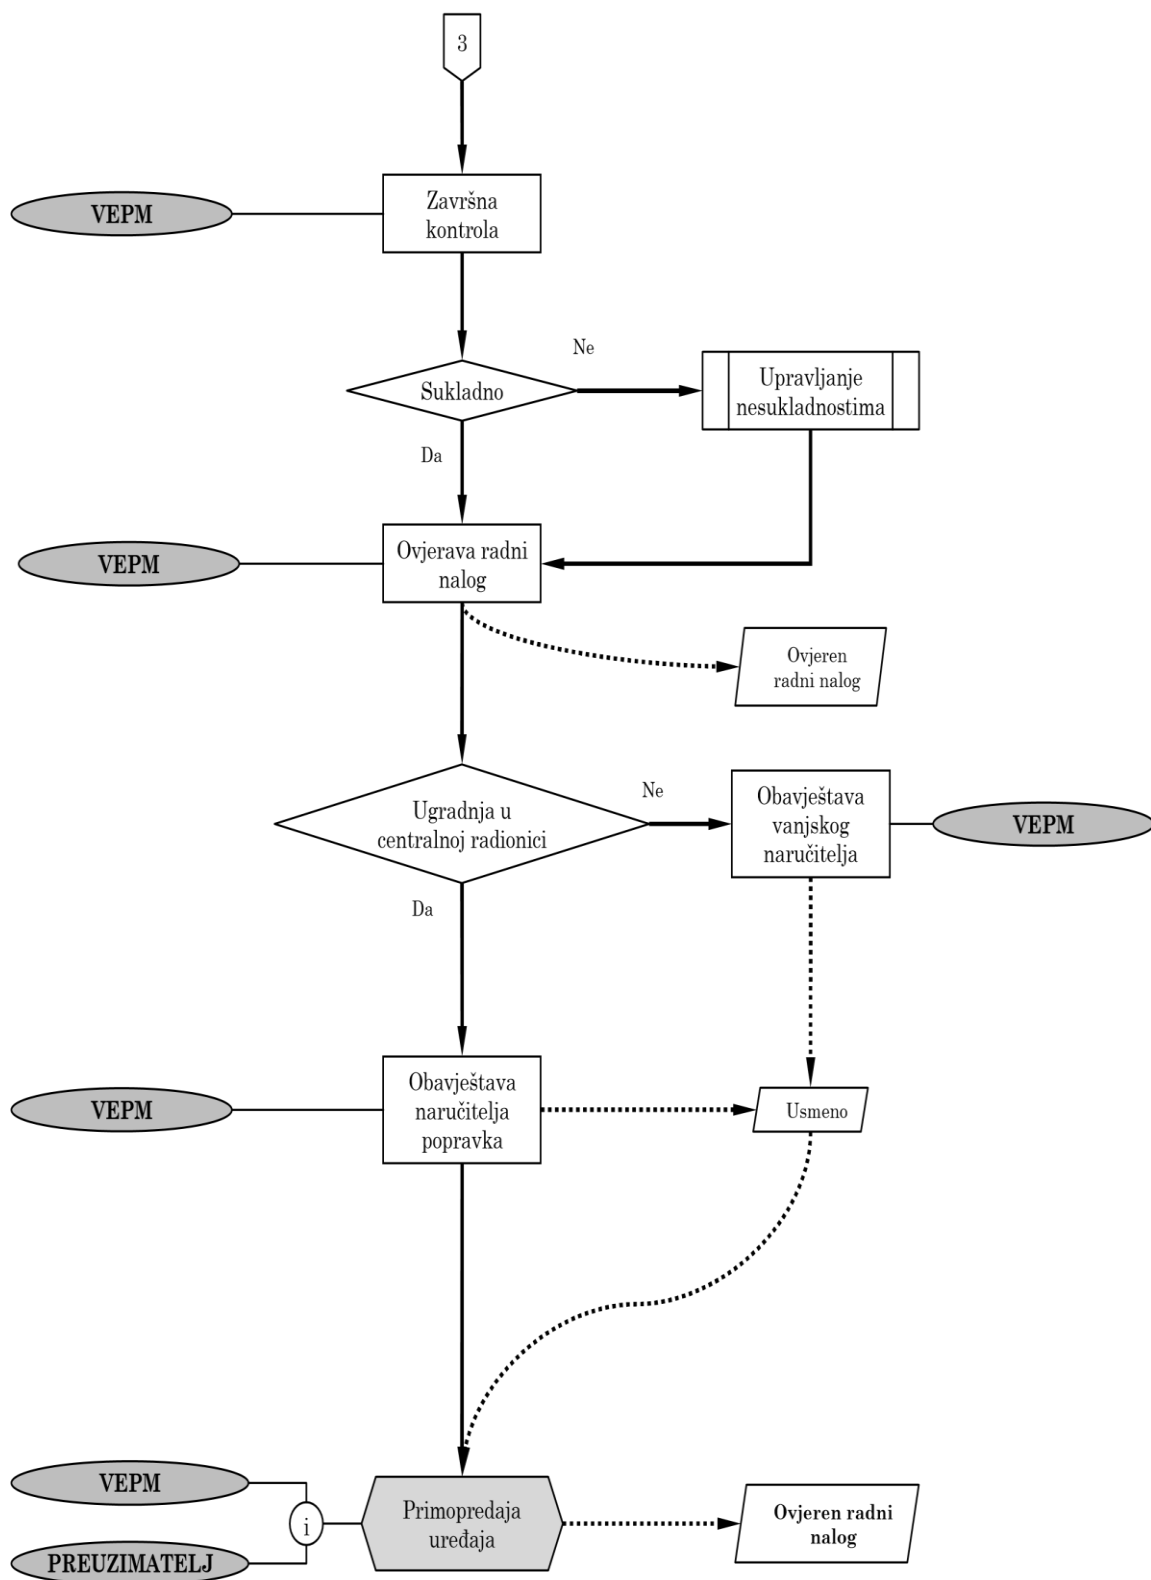 3
VEPM
Završna
kontrola
Ne
Sukladno
Upravljanje
nesukladnostima
Da
VEPM
Ovjerava radni
nalog
Ovjeren
radni nalog
Ugradnja u
centralnoj radionici
Ne
Obavještava
vanjskog
naručitelja
VEPM
Da
VEPM
Obavještava
naručitelja
popravka
Usmeno
VEPM
i
PREUZIMATELJ
Primopredaja
uređaja
Ovjeren radni
nalog